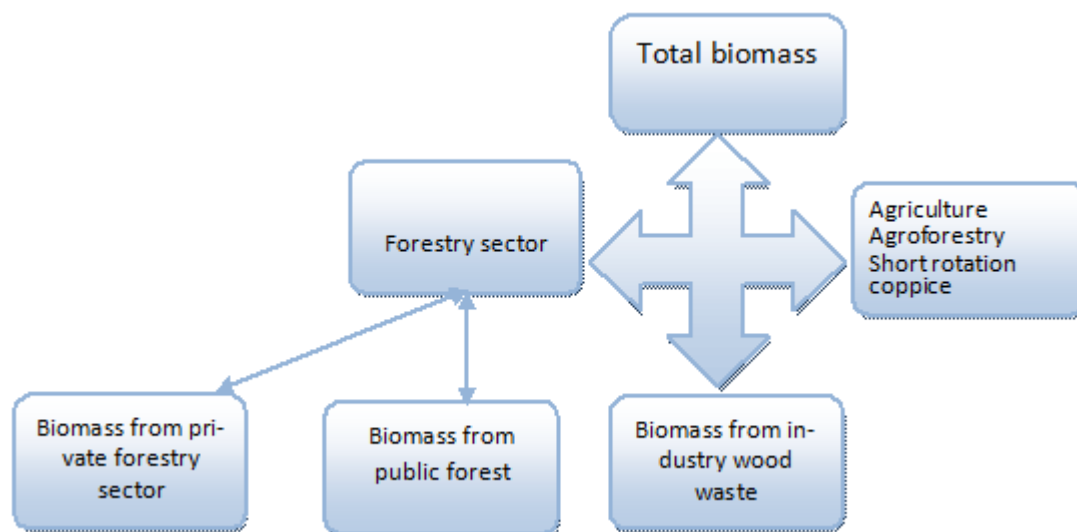 Total biomass
Forestry sector
Agriculture
Agroforestry
Short rotation
coppice
Biomass from pri-
vate forestry
sector
Biomass from
public forest
Biomass from in-
dustry wood
waste